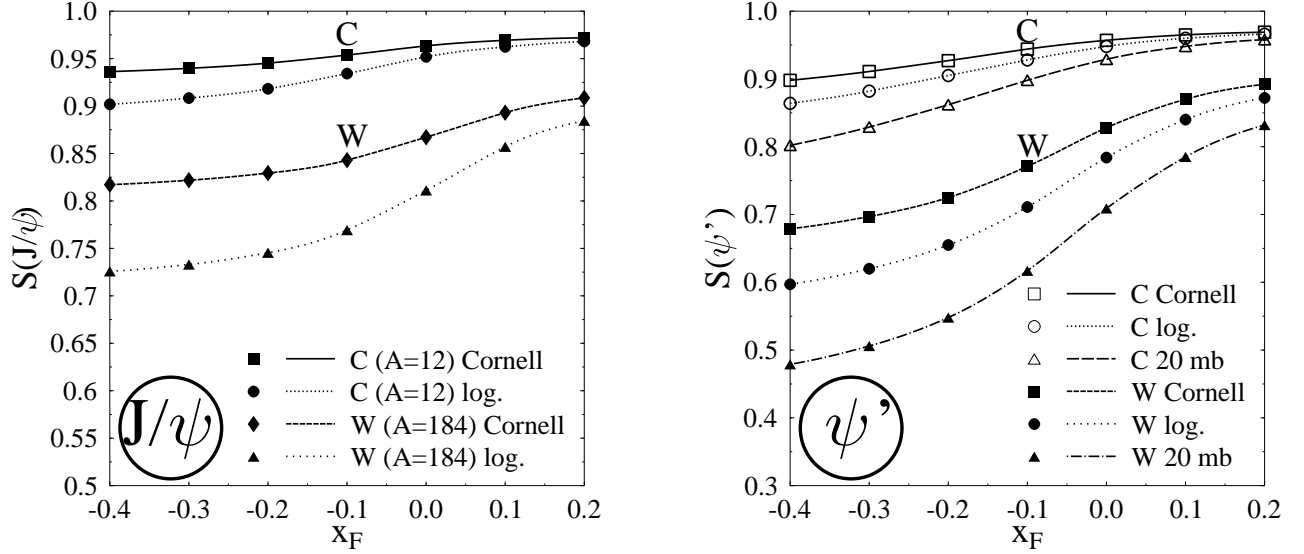 1.0
0.95
0.9
0.85
0.8
0.75
0.7
0.65
0.6
0.55
0.5
S(J/ψ)
C
W
C (A=12) Cornell
C (A=12) log.
W (A=184) Cornell
W (A=184) log.
J/ψ
-0.4 -0.3 -0.2 -0.1 0.0 0.1 0.2
x_F
1.0
0.9
0.8
0.7
0.6
0.5
0.4
0.3
S(ψ')
C
W
C Cornell
C log.
C 20 mb
W Cornell
W log.
W 20 mb
ψ'
-0.4 -0.3 -0.2 -0.1 0.0 0.1 0.2
x_F